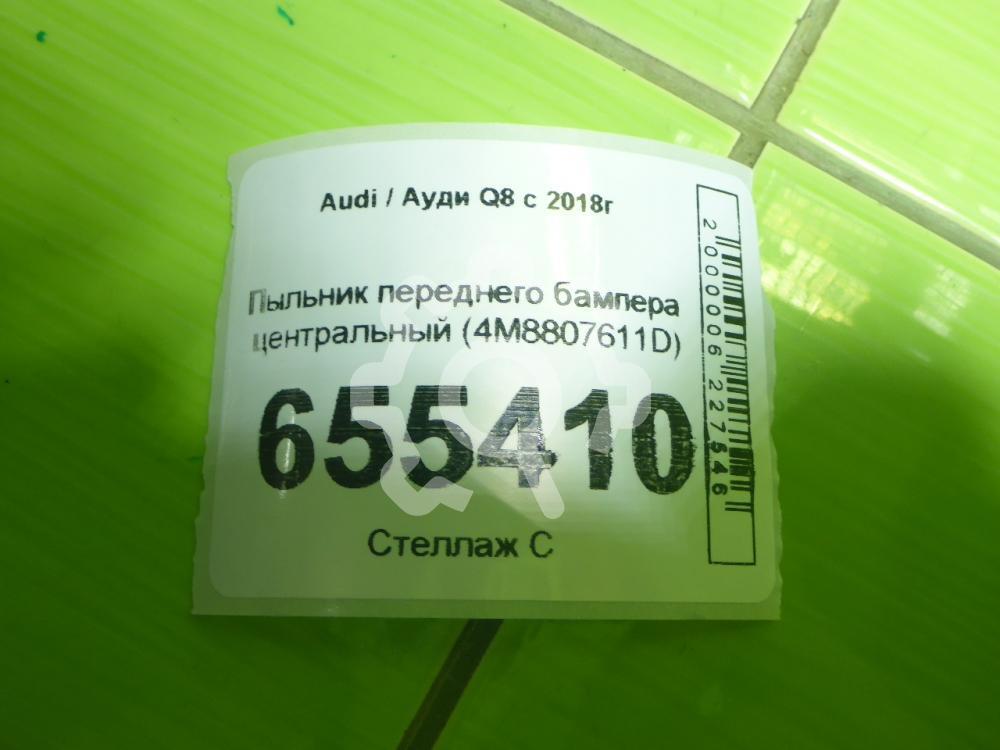 Audi / Ауди Q8 с 2018г
Пыльник переднего бампера
центральный (4M8807611D)
655410
Стеллаж С
2000006227546